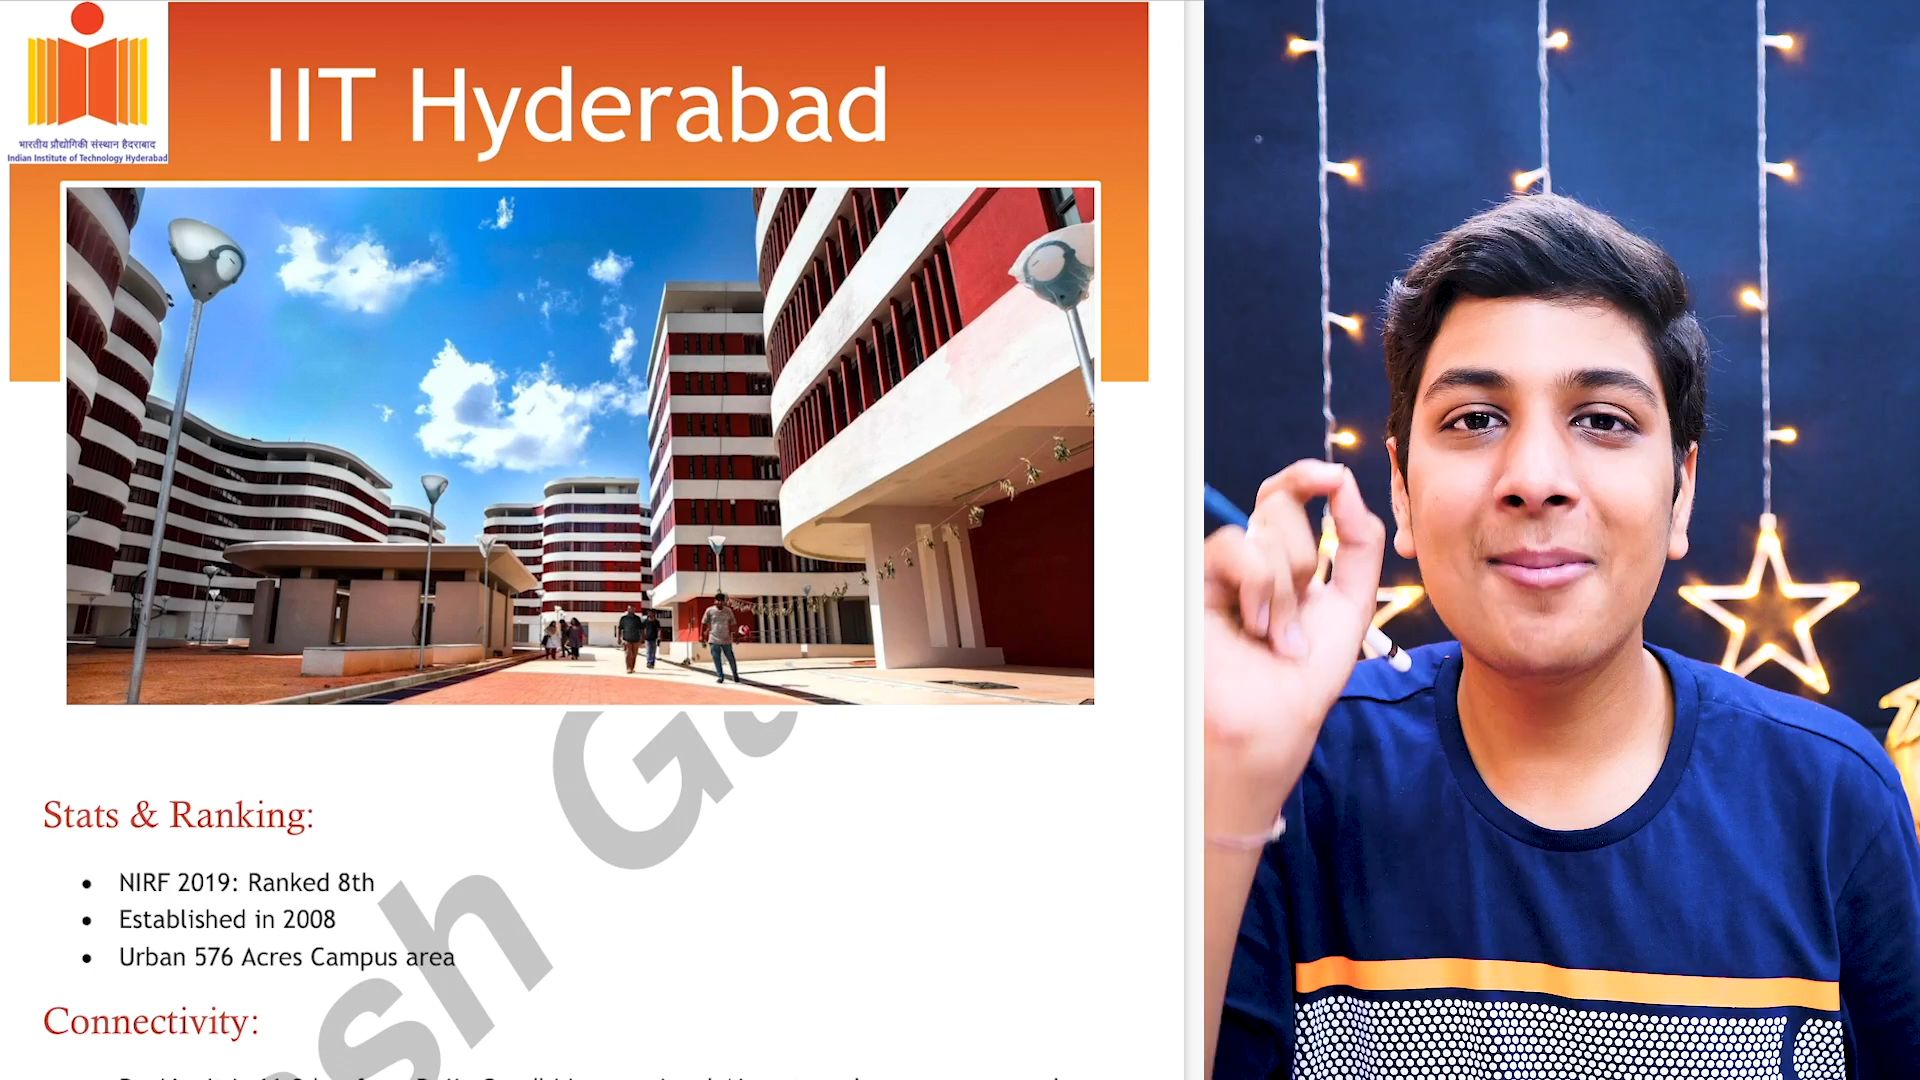 भारतीय प्रौद्योगिकी संस्थान हैदराबाद
Indian Institute of Technology Hyderabad
IIT Hyderabad
Stats & Ranking:
NIRF 2019: Ranked 8th
Established in 2008
Urban 576 Acres Campus area
Connectivity: